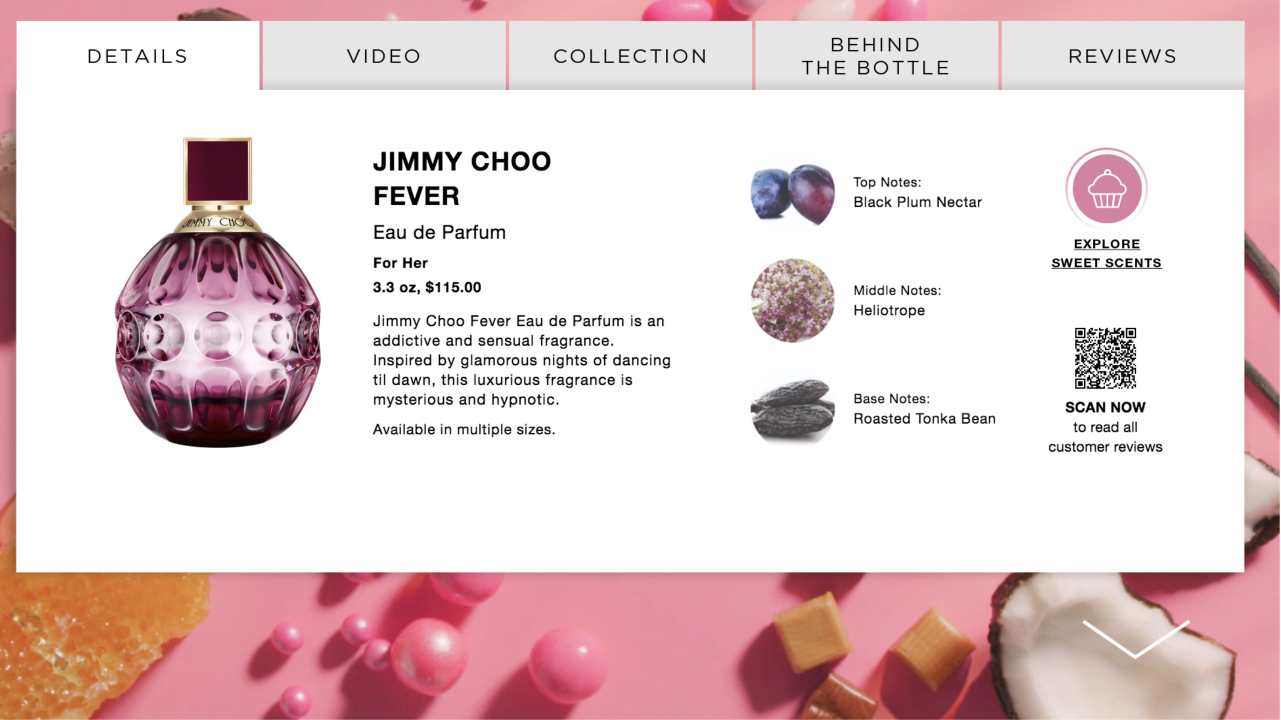 DETAILS
VIDEO
COLLECTION
BEHIND
THE BOTTLE
REVIEWS
JIMMY CHOO
JIMMY CHOO
FEVER
Eau de Parfum
For Her
3.3 oz, $115.00
Jimmy Choo Fever Eau de Parfum is an
addictive and sensual fragrance.
Inspired by glamorous nights of dancing
til dawn, this luxurious fragrance is
mysterious and hypnotic.
Available in multiple sizes.
Top Notes:
Black Plum Nectar
Middle Notes:
Heliotrope
Base Notes:
Roasted Tonka Bean
EXPLORE
SWEET SCENTS
SCAN NOW
to read all
customer reviews